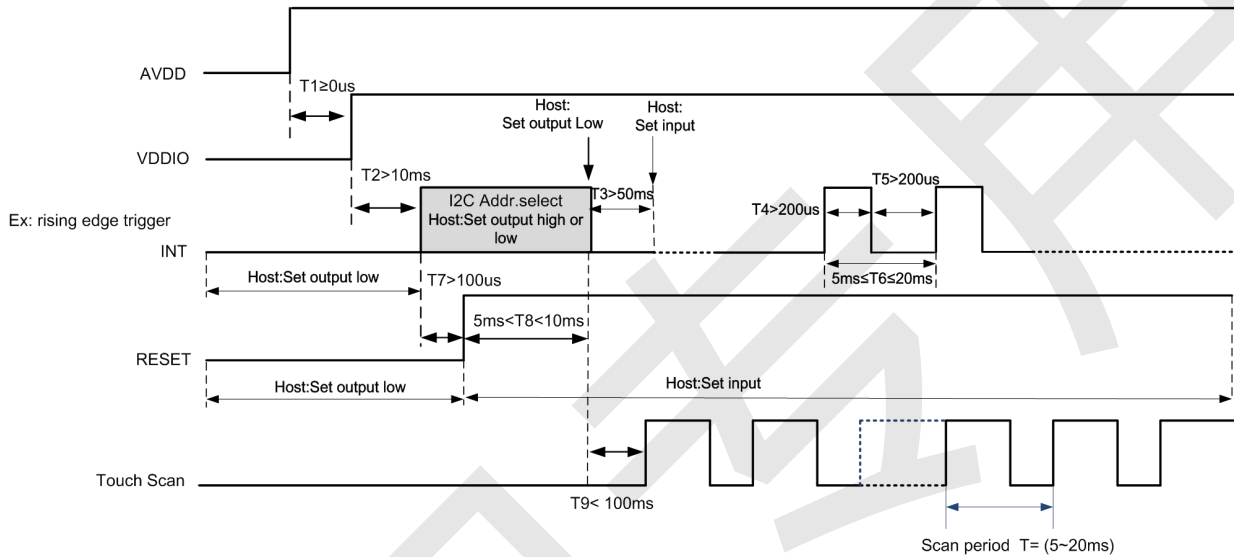 AVDD
T1≥0us
Host:
Set output Low
Host:
Set input
VDDIO
T2>10ms
T3>50ms
T5>200us
I2C Addr.select
Host:Set output high or
low
T4>200us
Ex: rising edge trigger
INT
Host:Set output low
T7>100us
5ms≤T6≤20ms
5ms<T8<10ms
RESET
Host:Set output low
Host:Set input
Touch Scan
T9< 100ms
Scan period T= (5~20ms)